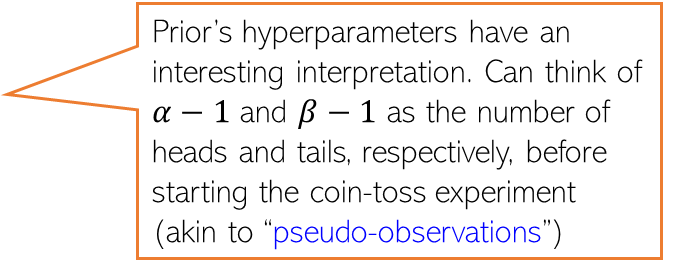 Prior's hyperparameters have an
interesting interpretation. Can think of
α − 1 and β − 1 as the number of
heads and tails, respectively, before
starting the coin-toss experiment
(akin to “pseudo-observations”)